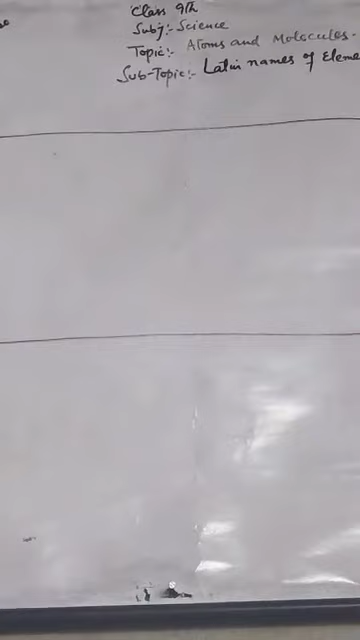 Class 9th
Subj:- Science
Topic:- Atoms and Molecules.
Sub-Topic:- Latin names of Eleme